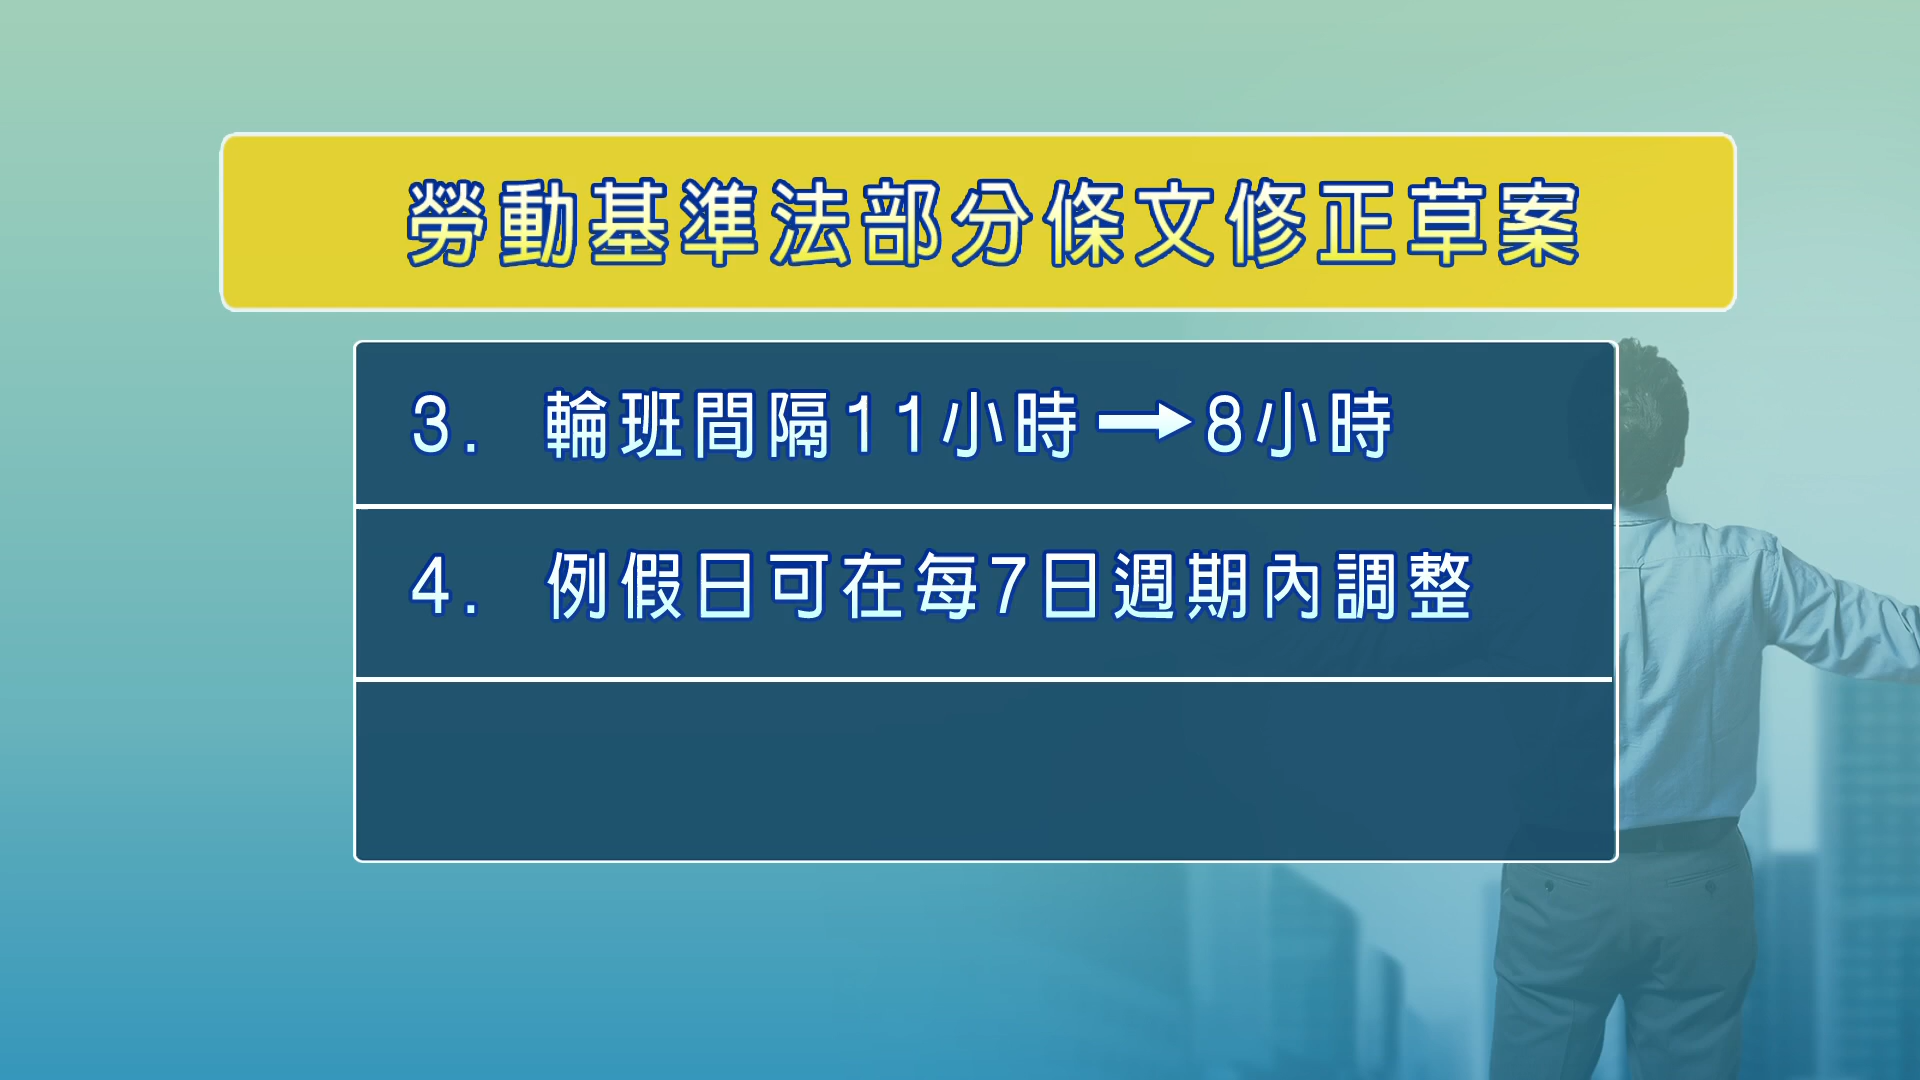 勞動基準法部分條文修正草案
3. 輪班間隔11小時→8小時
4. 例假日可在每7日週期內調整